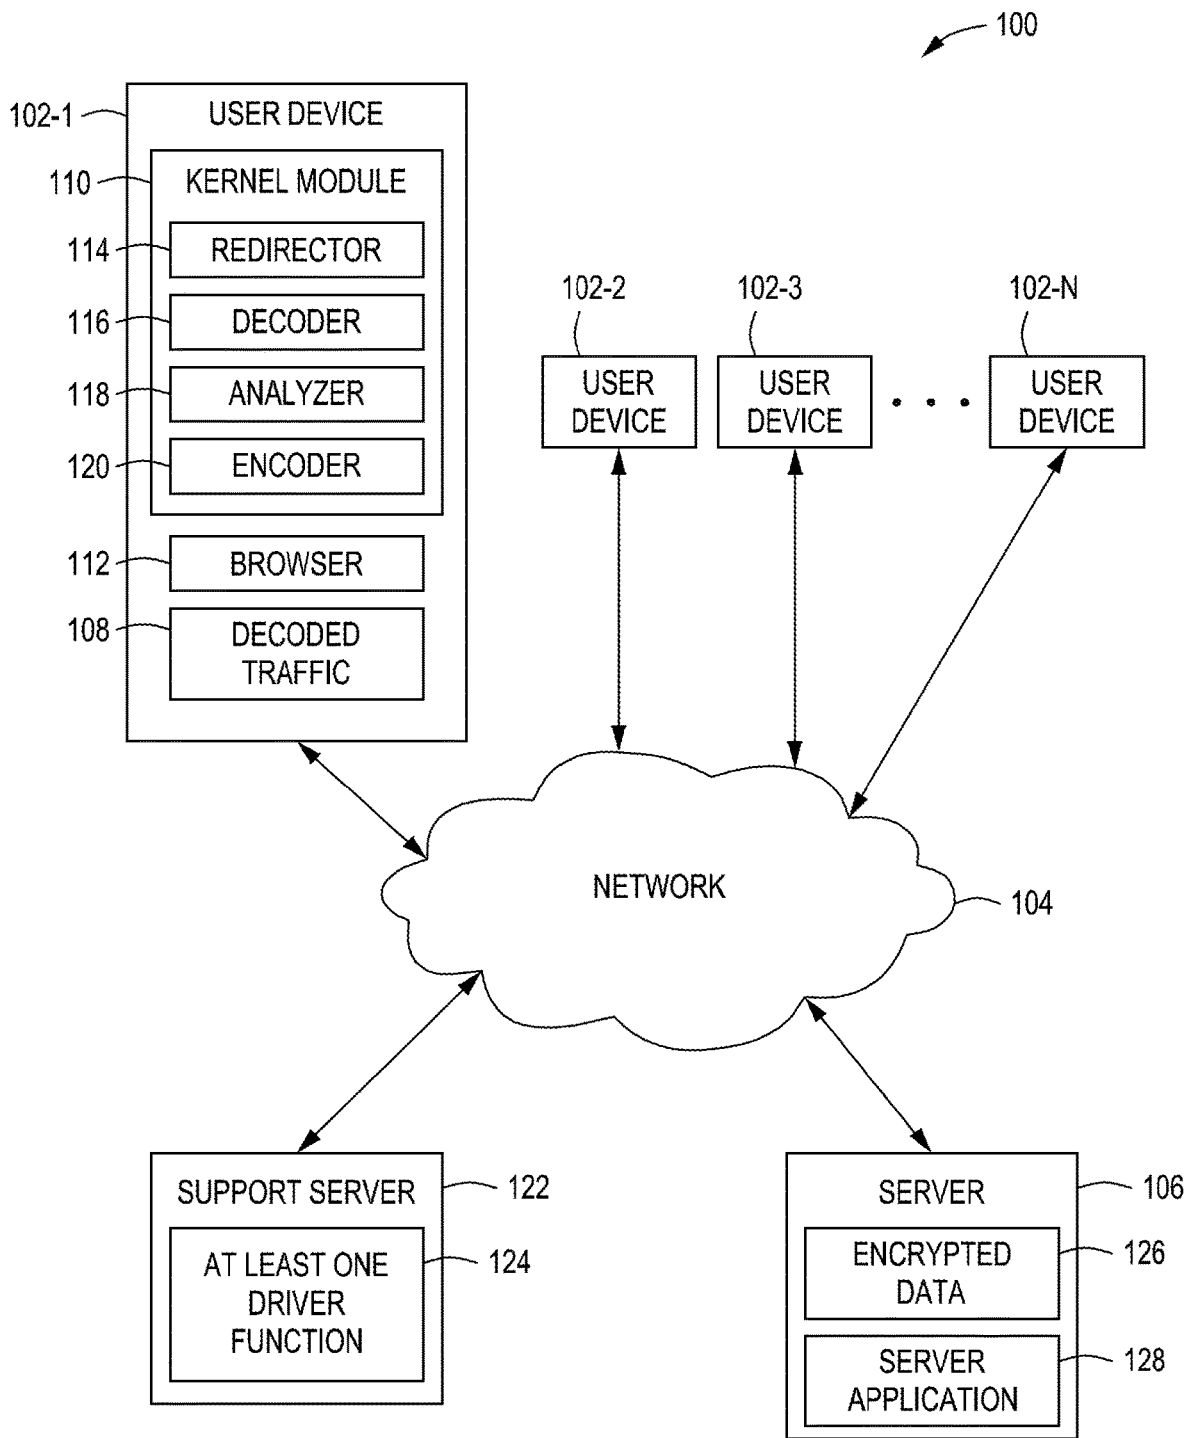 100
102-1
USER DEVICE
110
KERNEL MODULE
114
REDIRECTOR
116
DECODER
118
ANALYZER
120
ENCODER
112
BROWSER
108
DECODED
TRAFFIC
102-2
USER
DEVICE
102-3
USER
DEVICE
102-N
USER
DEVICE
NETWORK
104
SUPPORT SERVER
122
AT LEAST ONE
DRIVER
FUNCTION
124
SERVER
106
ENCRYPTED
DATA
126
SERVER
APPLICATION
128